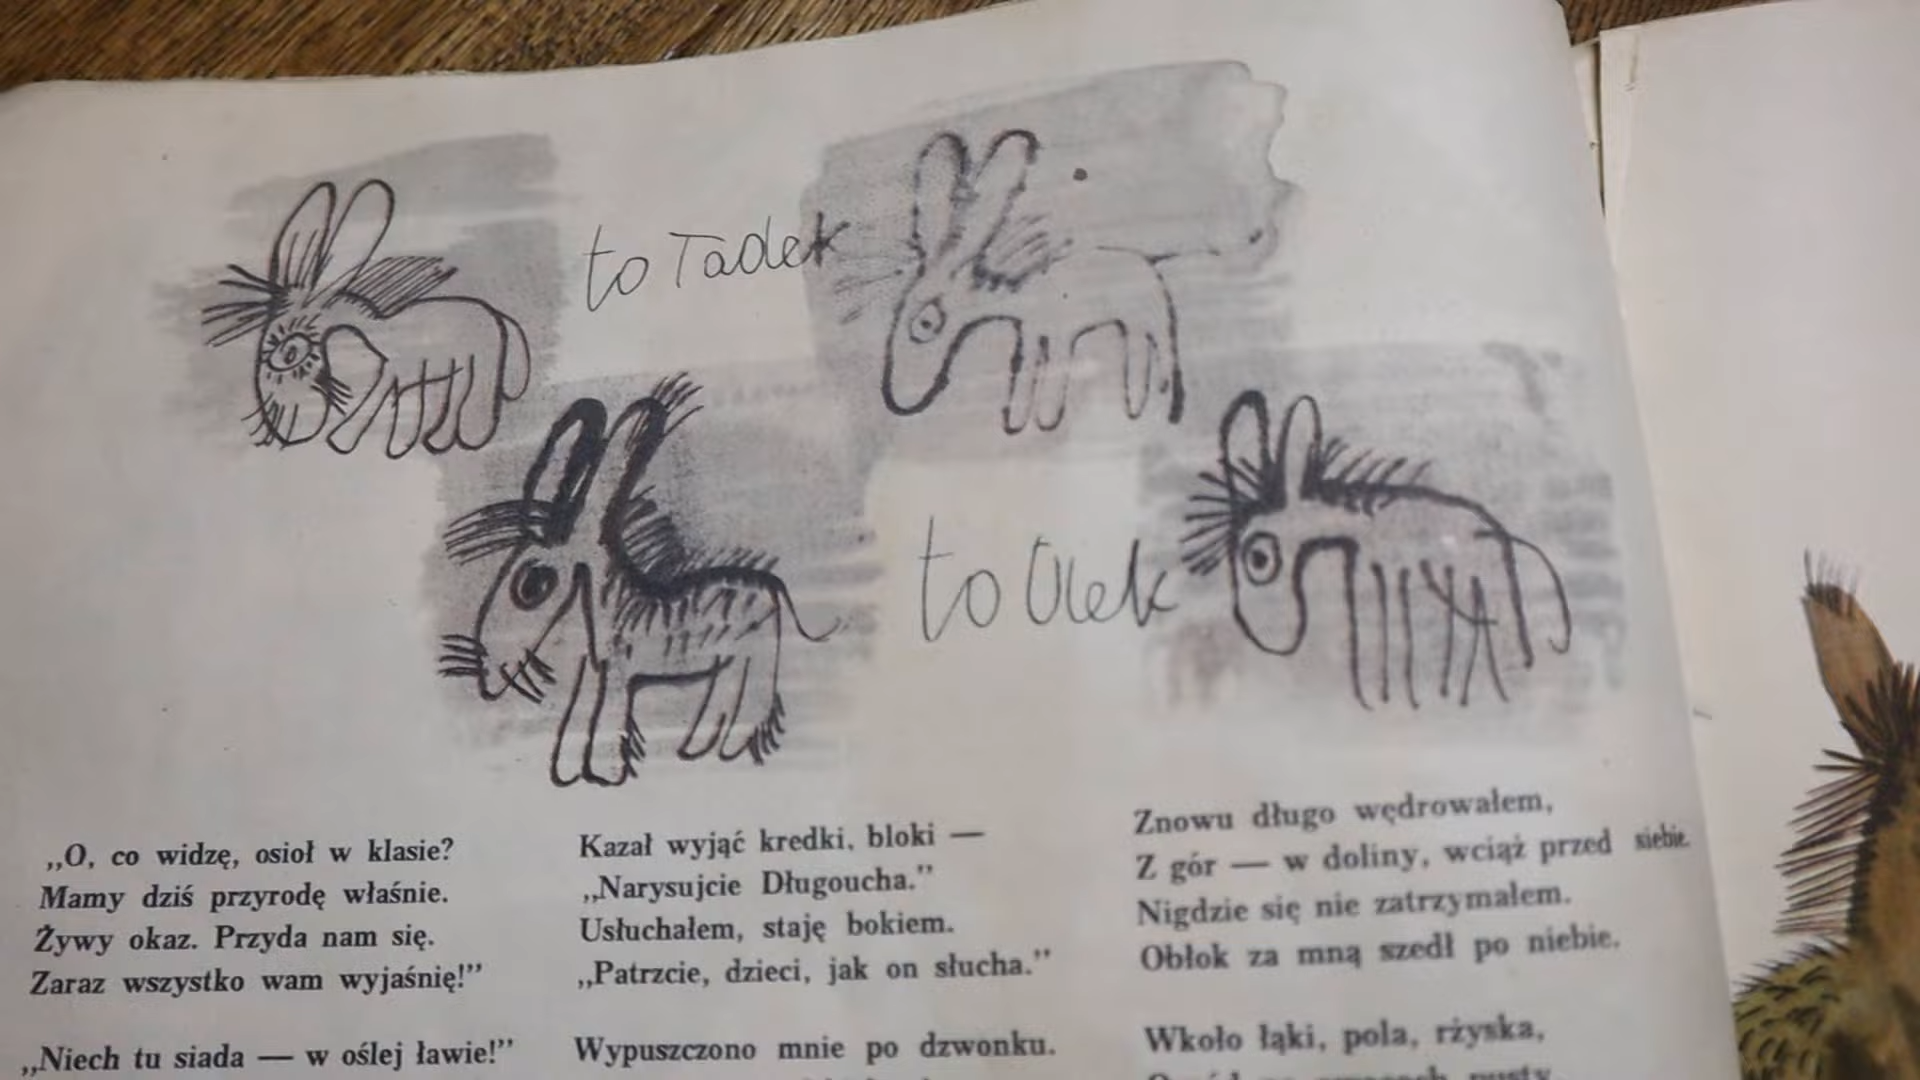 to Tadek
to Olek
„O, co widzę, osioł w klasie?
Mamy dziś przyrodę właśnie.
Żywy okaz. Przyda nam się.
Zaraz wszystko wam wyjaśnię!”
„Niech tu siada — w oślej ławie!”
Kazał wyjąć kredki, bloki —
„Narysujcie Długoucha.”
Usłuchałem, staję bokiem.
„Patrzcie, dzieci, jak on słucha.”
Wypuszczono mnie po dzwonku.
Znowu długo wędrowałem,
Z gór — w doliny, wciąż przed siebie.
Nigdzie się nie zatrzymałem.
Obłok za mną szedł po niebie.
Wkoło łąki, pola, rżyska,